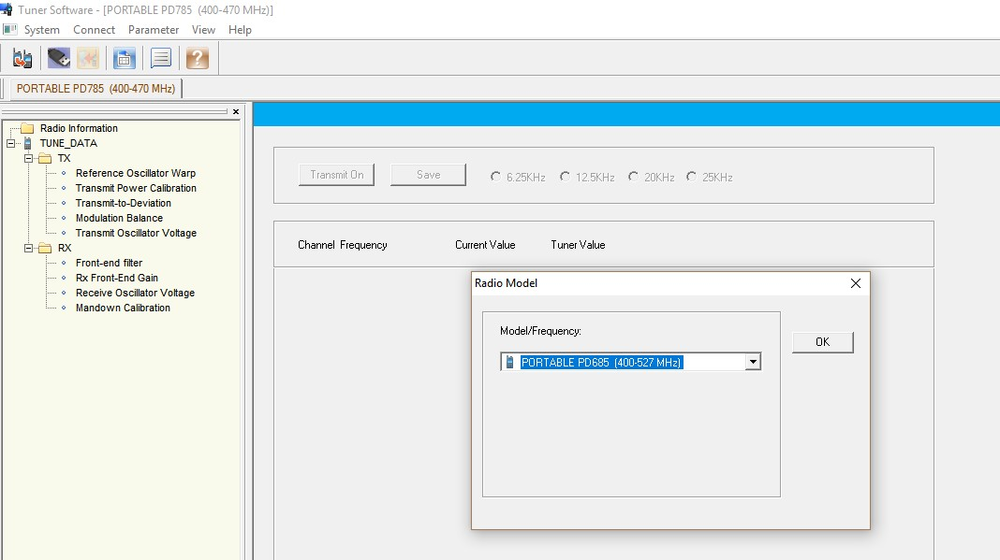 Tuner Software - [PORTABLE PD785  (400-470 MHz)]
System Connect Parameter View Help
?
PORTABLE PD785  (400-470 MHz)
Radio Information
TUNE_DATA
TX
Reference Oscillator Warp
Transmit Power Calibration
Transmit-to-Deviation
Modulation Balance
Transmit Oscillator Voltage
RX
Front-end filter
Rx Front-End Gain
Receive Oscillator Voltage
Mandown Calibration
Transmit On Save 6.25KHz 12.5KHz 20KHz 25KHz
Channel  Frequency Current Value Tuner Value
Radio Model
Model/Frequency:
PORTABLE PD685  (400-527 MHz)
OK